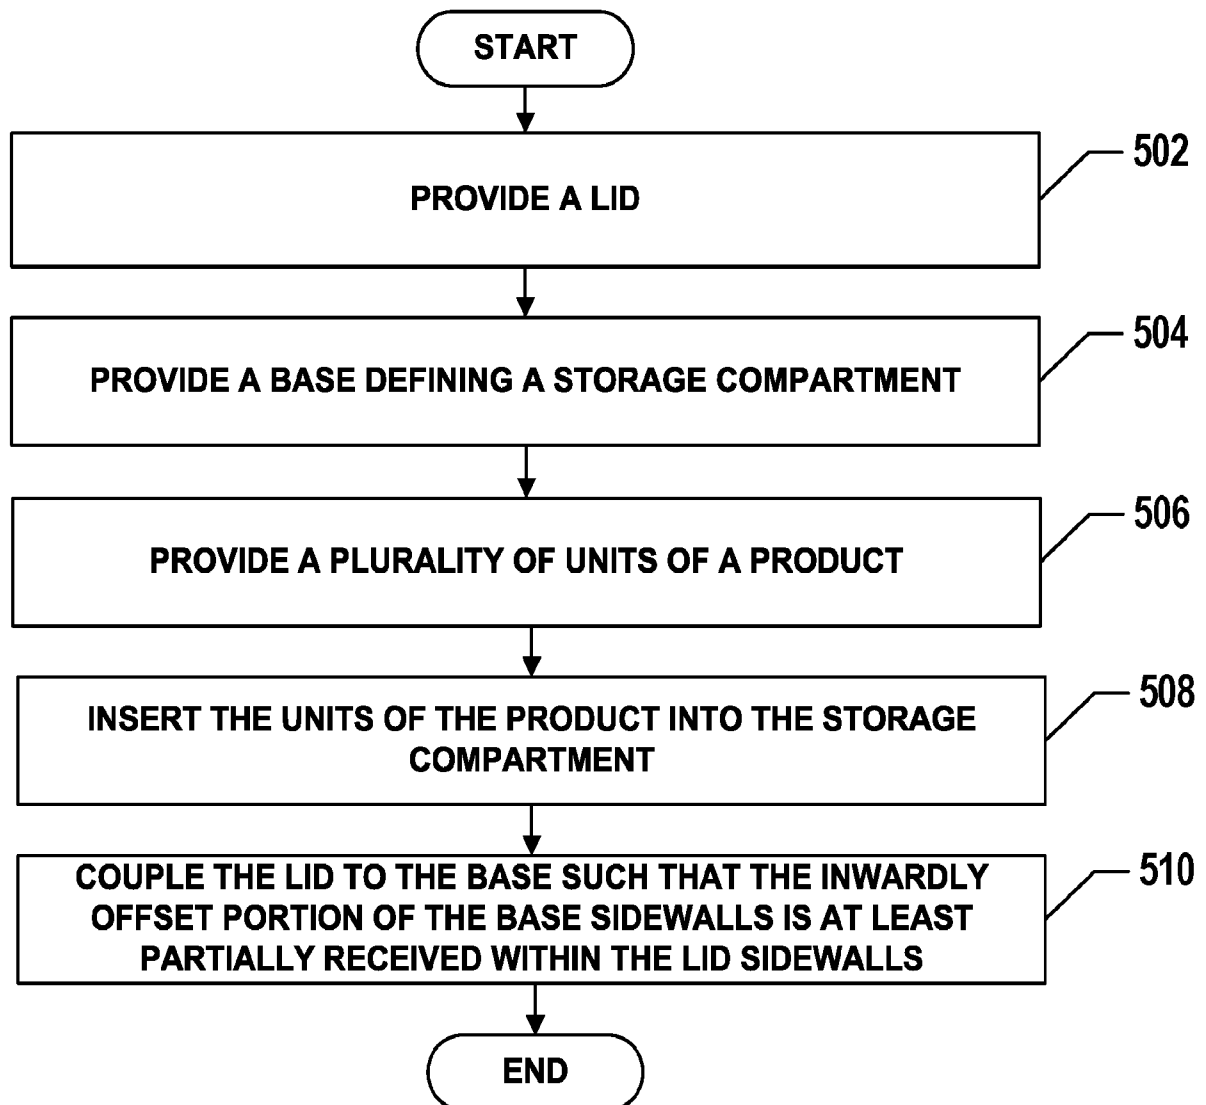 START
502
PROVIDE A LID
504
PROVIDE A BASE DEFINING A STORAGE COMPARTMENT
506
PROVIDE A PLURALITY OF UNITS OF A PRODUCT
508
INSERT THE UNITS OF THE PRODUCT INTO THE STORAGE
COMPARTMENT
510
COUPLE THE LID TO THE BASE SUCH THAT THE INWARDLY
OFFSET PORTION OF THE BASE SIDEWALLS IS AT LEAST
PARTIALLY RECEIVED WITHIN THE LID SIDEWALLS
END